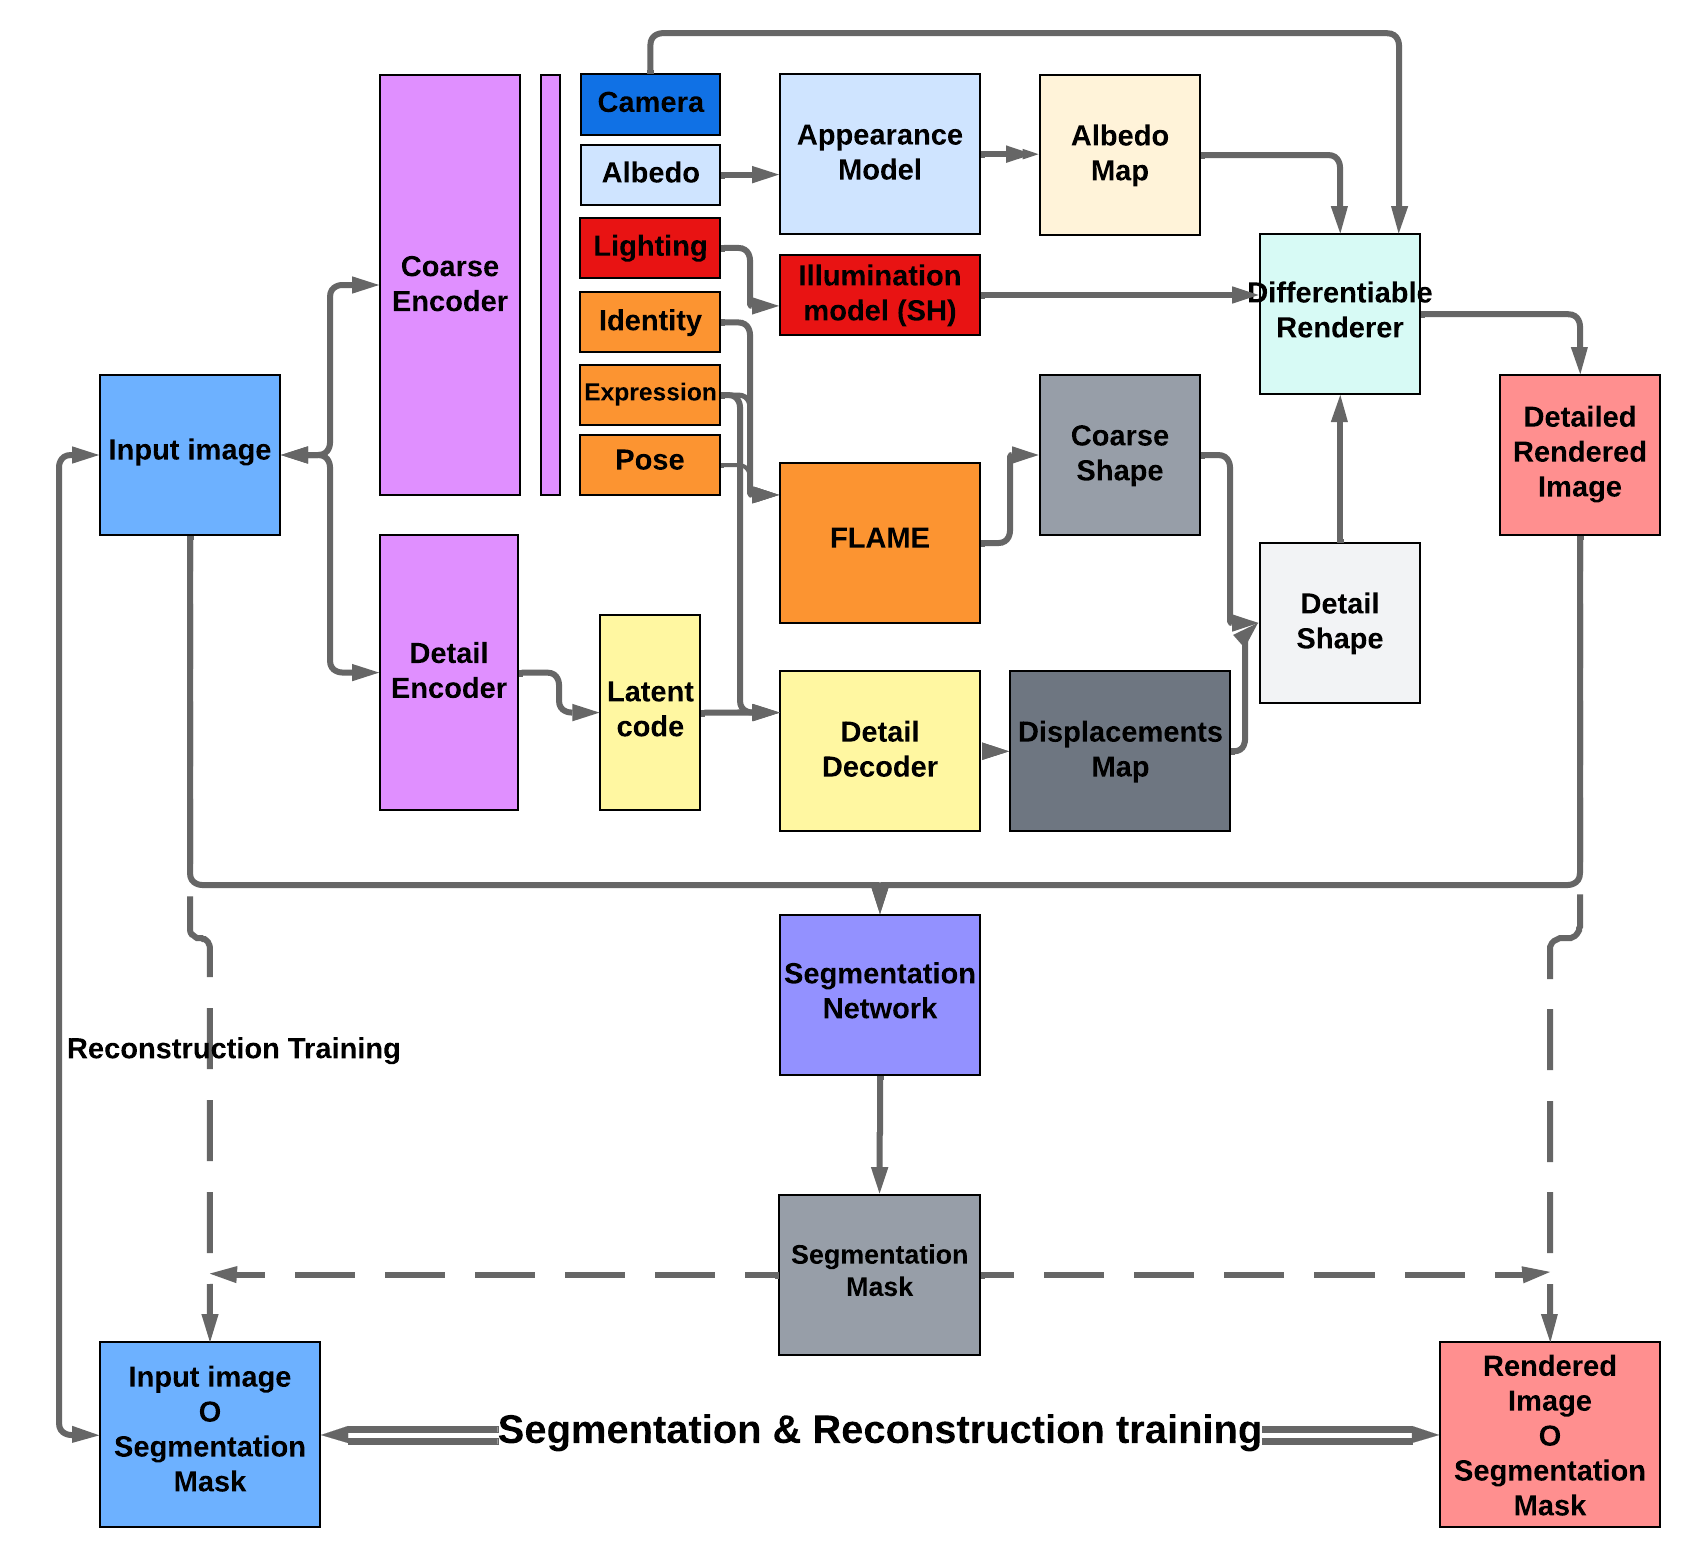 Camera
Albedo
Lighting
Identity
Expression
Pose
Coarse
Encoder
Appearance
Model
Albedo
Map
Illumination
model (SH)
Differentiable
Renderer
Input image
Coarse
Shape
Detailed
Rendered
Image
FLAME
Detail
Shape
Detail
Encoder
Latent
code
Detail
Decoder
Displacements
Map
Segmentation
Network
Reconstruction Training
Segmentation
Mask
Input image
O
Segmentation
Mask
Segmentation & Reconstruction training
Rendered
Image
O
Segmentation
Mask